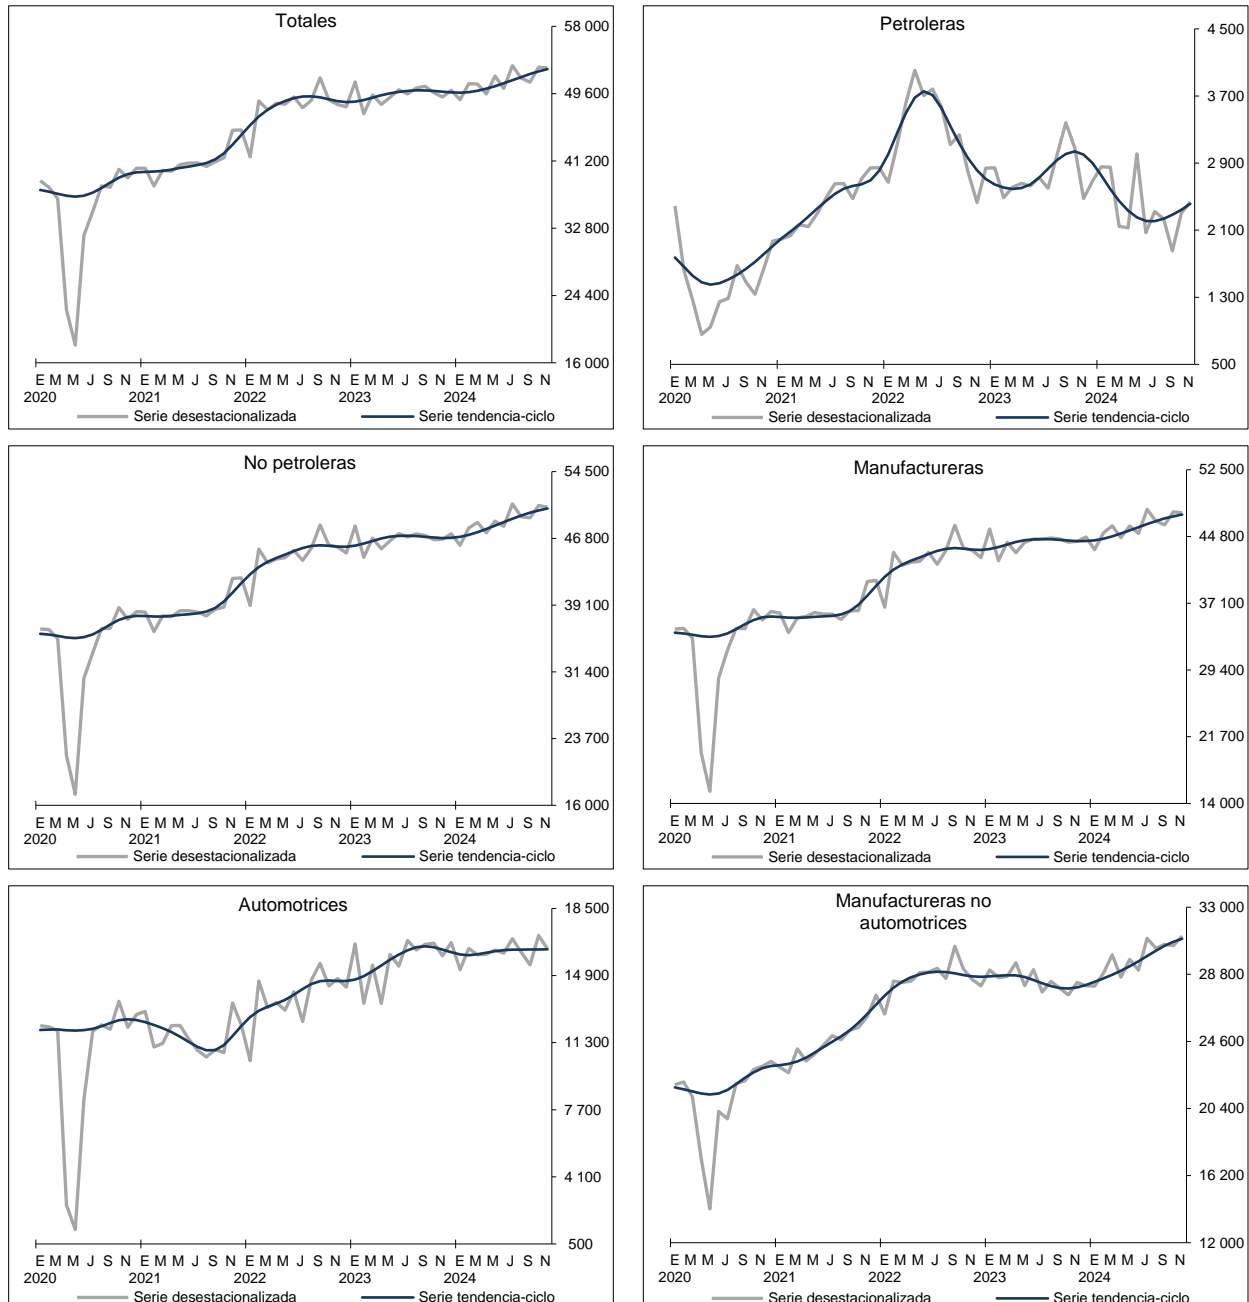 Totales
58 000
49 600
41 200
32 800
24 400
16 000
E M M J S N E M M J S N E M M J S N E M M J S N E M M J S N
2020 2021 2022 2023 2024
Serie desestacionalizada Serie tendencia-ciclo
Petroleras
4 500
3 700
2 900
2 100
1 300
500
E M M J S N E M M J S N E M M J S N E M M J S N E M M J S N
2020 2021 2022 2023 2024
Serie desestacionalizada Serie tendencia-ciclo
No petroleras
54 500
46 800
39 100
31 400
23 700
16 000
E M M J S N E M M J S N E M M J S N E M M J S N E M M J S N
2020 2021 2022 2023 2024
Serie desestacionalizada Serie tendencia-ciclo
Manufactureras
52 500
44 800
37 100
29 400
21 700
14 000
E M M J S N E M M J S N E M M J S N E M M J S N E M M J S N
2020 2021 2022 2023 2024
Serie desestacionalizada Serie tendencia-ciclo
Automotrices
18 500
14 900
11 300
7 700
4 100
500
E M M J S N E M M J S N E M M J S N E M M J S N E M M J S N
2020 2021 2022 2023 2024
Serie desestacionalizada Serie tendencia-ciclo
Manufactureras no
automotrices
33 000
28 800
24 600
20 400
16 200
12 000
E M M J S N E M M J S N E M M J S N E M M J S N E M M J S N
2020 2021 2022 2023 2024
Serie desestacionalizada Serie tendencia-ciclo